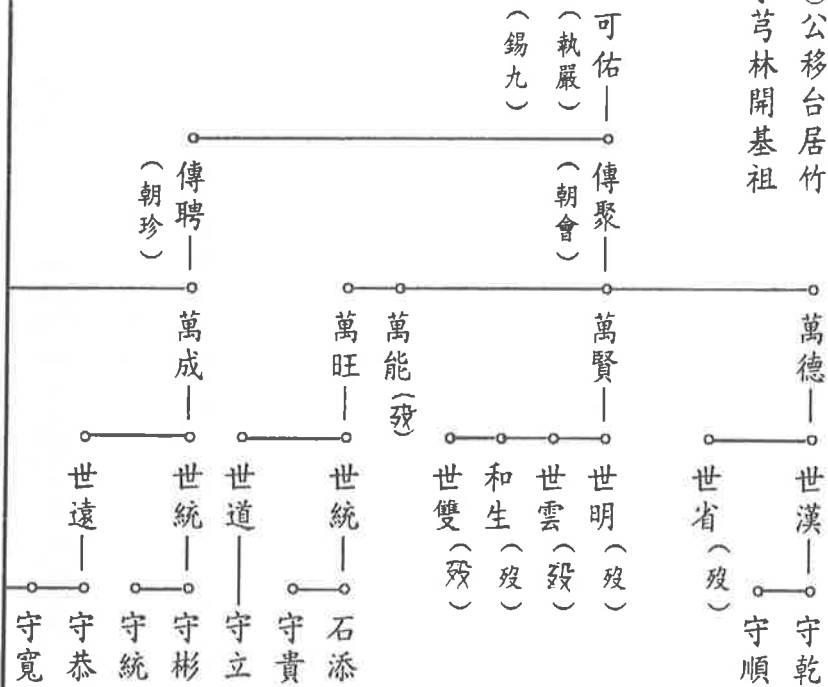 公移台居竹
芎林開基祖
可佑
（執嚴）
（錫九）
傳聚
（朝會）
傳聘
（朝珍）
萬德
萬賢
萬能（歿）
萬旺
萬成
世漢
世省（歿）
世明（歿）
世雲（歿）
和生（歿）
世雙（歿）
世統
世道
世統
世遠
守乾
守順
石添
守貴
守立
守彬
守統
守恭
守寬